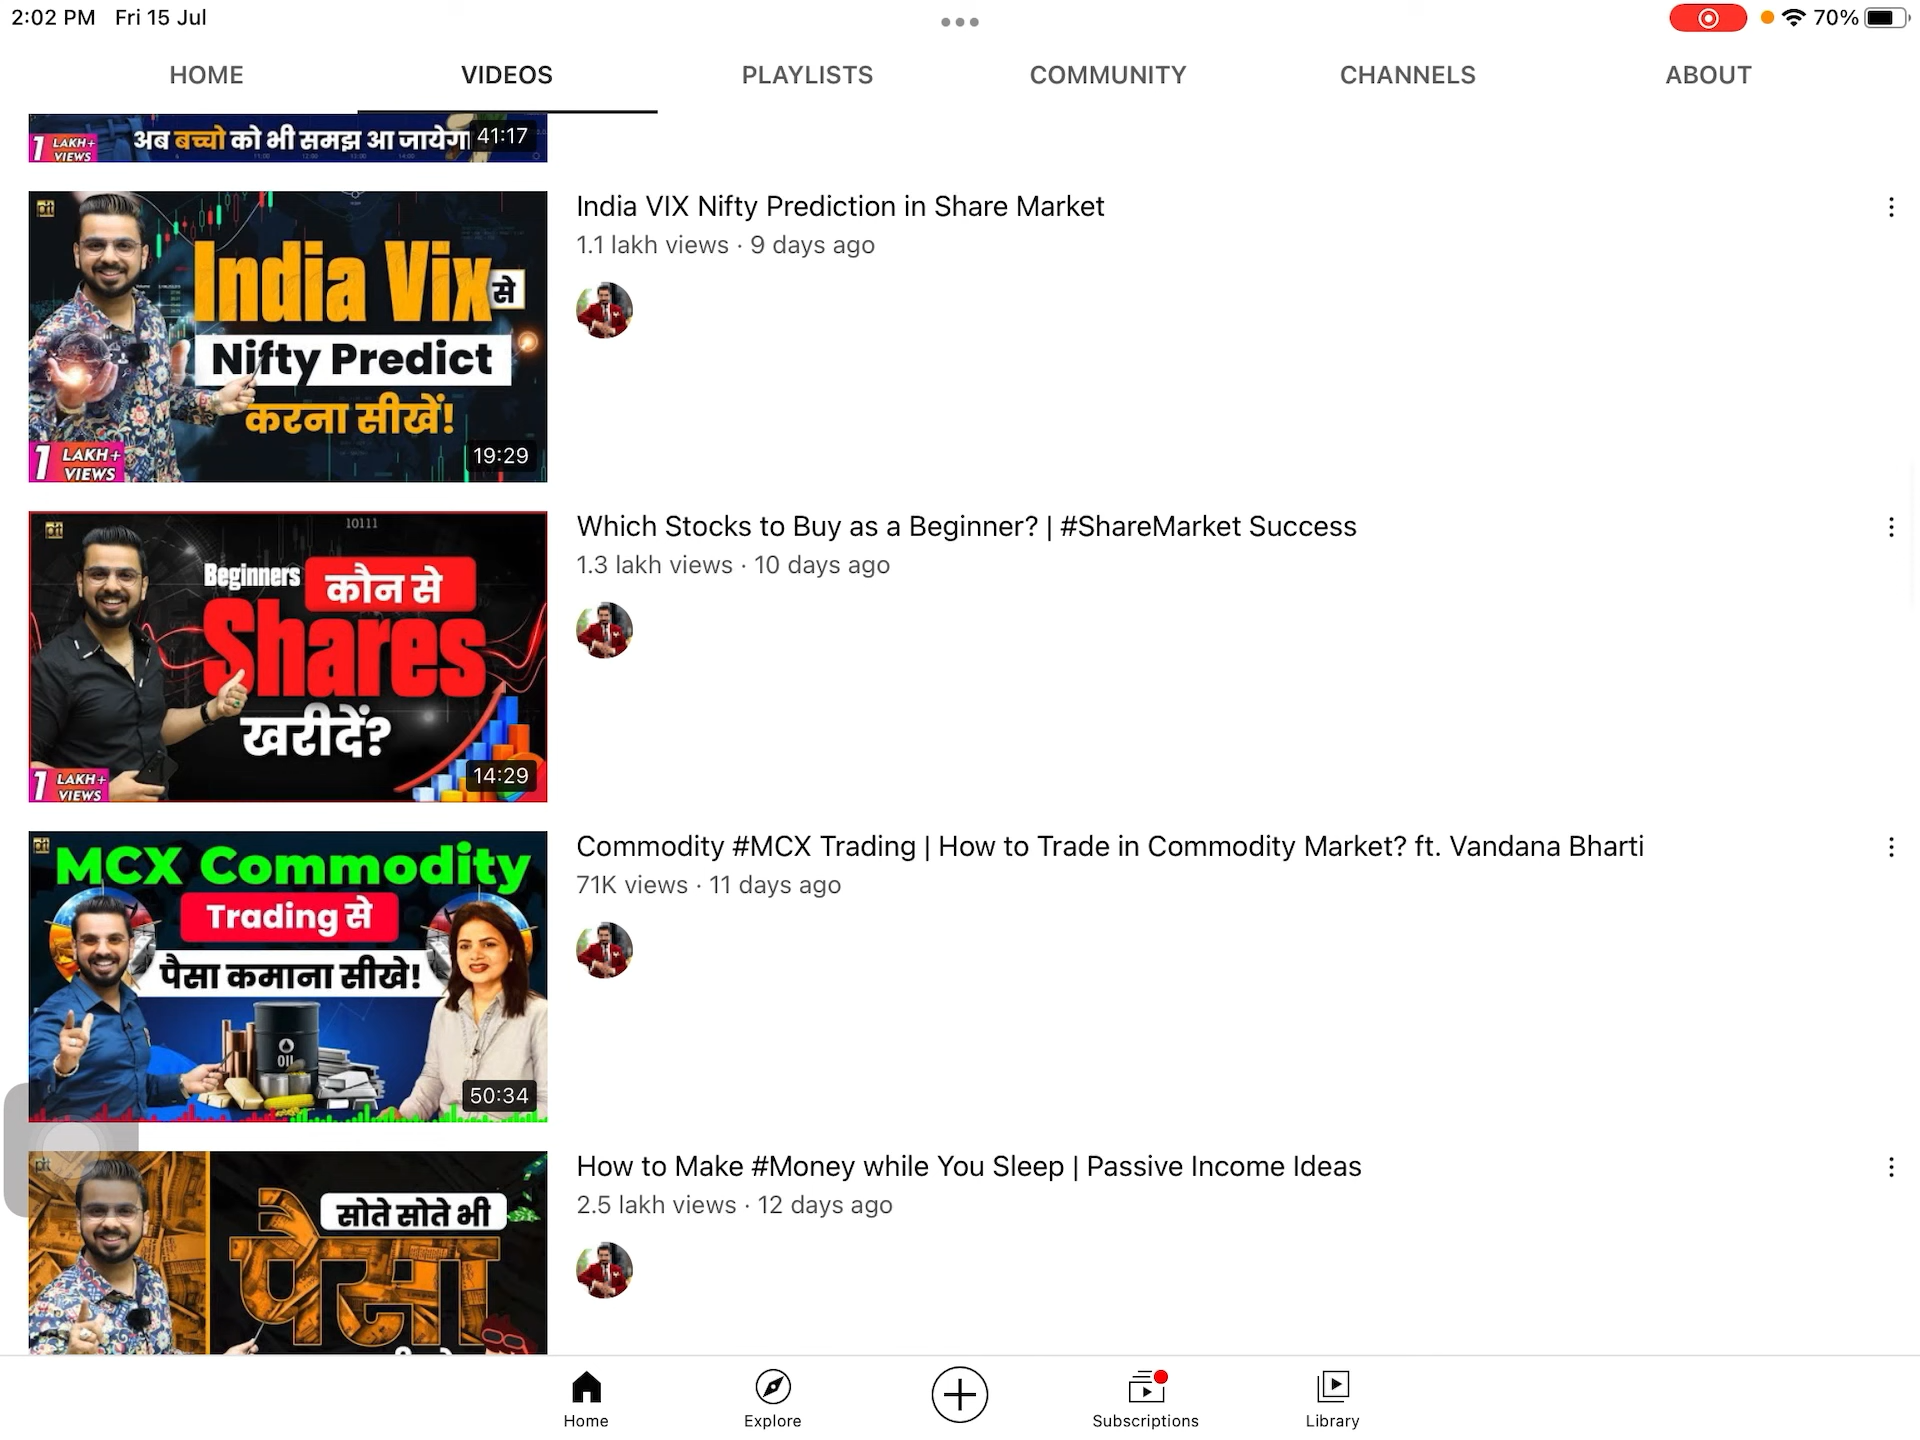 2:02 PM Fri 15 Jul
70%
HOME VIDEOS PLAYLISTS COMMUNITY CHANNELS ABOUT
1 LAKH+ VIEWS
अब बच्चो को भी समझ आ जायेगा
41:17
India Vix से
Nifty Predict
करना सीखें!
1 LAKH+
VIEWS
19:29
India VIX Nifty Prediction in Share Market
1.1 lakh views · 9 days ago
10111
Beginners कौन से
Shares
खरीदें?
1 LAKH+
VIEWS
14:29
Which Stocks to Buy as a Beginner? | #ShareMarket Success
1.3 lakh views · 10 days ago
MCX Commodity
Trading से
पैसा कमाना सीखे!
OIL
50:34
Commodity #MCX Trading | How to Trade in Commodity Market? ft. Vandana Bharti
71K views · 11 days ago
सोते सोते भी
पैसा
How to Make #Money while You Sleep | Passive Income Ideas
2.5 lakh views · 12 days ago
Home Explore Subscriptions Library